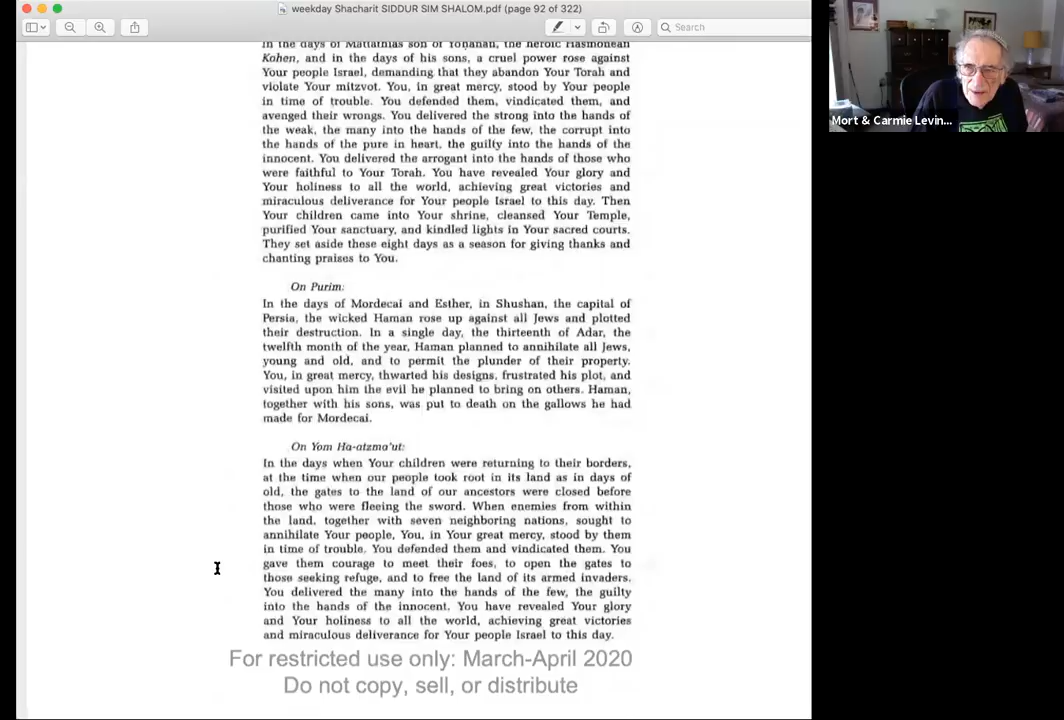 weekday Shacharit SIDDUR SIM SHALOM.pdf (page 92 of 322)
Search
In the days of Mattathias son of Yoḥanan, the heroic Hasmonean
Kohen, and in the days of his sons, a cruel power rose against
Your people Israel, demanding that they abandon Your Torah and
violate Your mitzvot. You, in great mercy, stood by Your people
in time of trouble. You defended them, vindicated them, and
avenged their wrongs. You delivered the strong into the hands of
the weak, the many into the hands of the few, the corrupt into
the hands of the pure in heart, the guilty into the hands of the
innocent. You delivered the arrogant into the hands of those who
were faithful to Your Torah. You have revealed Your glory and
Your holiness to all the world, achieving great victories and
miraculous deliverance for Your people Israel to this day. Then
Your children came into Your shrine, cleansed Your Temple,
purified Your sanctuary, and kindled lights in Your sacred courts.
They set aside these eight days as a season for giving thanks and
chanting praises to You.
On Purim:
In the days of Mordecai and Esther, in Shushan, the capital of
Persia, the wicked Haman rose up against all Jews and plotted
their destruction. In a single day, the thirteenth of Adar, the
twelfth month of the year, Haman planned to annihilate all Jews,
young and old, and to permit the plunder of their property.
You, in great mercy, thwarted his designs, frustrated his plot, and
visited upon him the evil he planned to bring on others. Haman,
together with his sons, was put to death on the gallows he had
made for Mordecai.
On Yom Ha-atzma'ut:
In the days when Your children were returning to their borders,
at the time when our people took root in its land as in days of
old, the gates to the land of our ancestors were closed before
those who were fleeing the sword. When enemies from within
the land, together with seven neighboring nations, sought to
annihilate Your people, You, in Your great mercy, stood by them
in time of trouble. You defended them and vindicated them. You
gave them courage to meet their foes, to open the gates to
those seeking refuge, and to free the land of its armed invaders.
You delivered the many into the hands of the few, the guilty
into the hands of the innocent. You have revealed Your glory
and Your holiness to all the world, achieving great victories
and miraculous deliverance for Your people Israel to this day.
For restricted use only: March-April 2020
Do not copy, sell, or distribute
Mort & Carmie Levin...